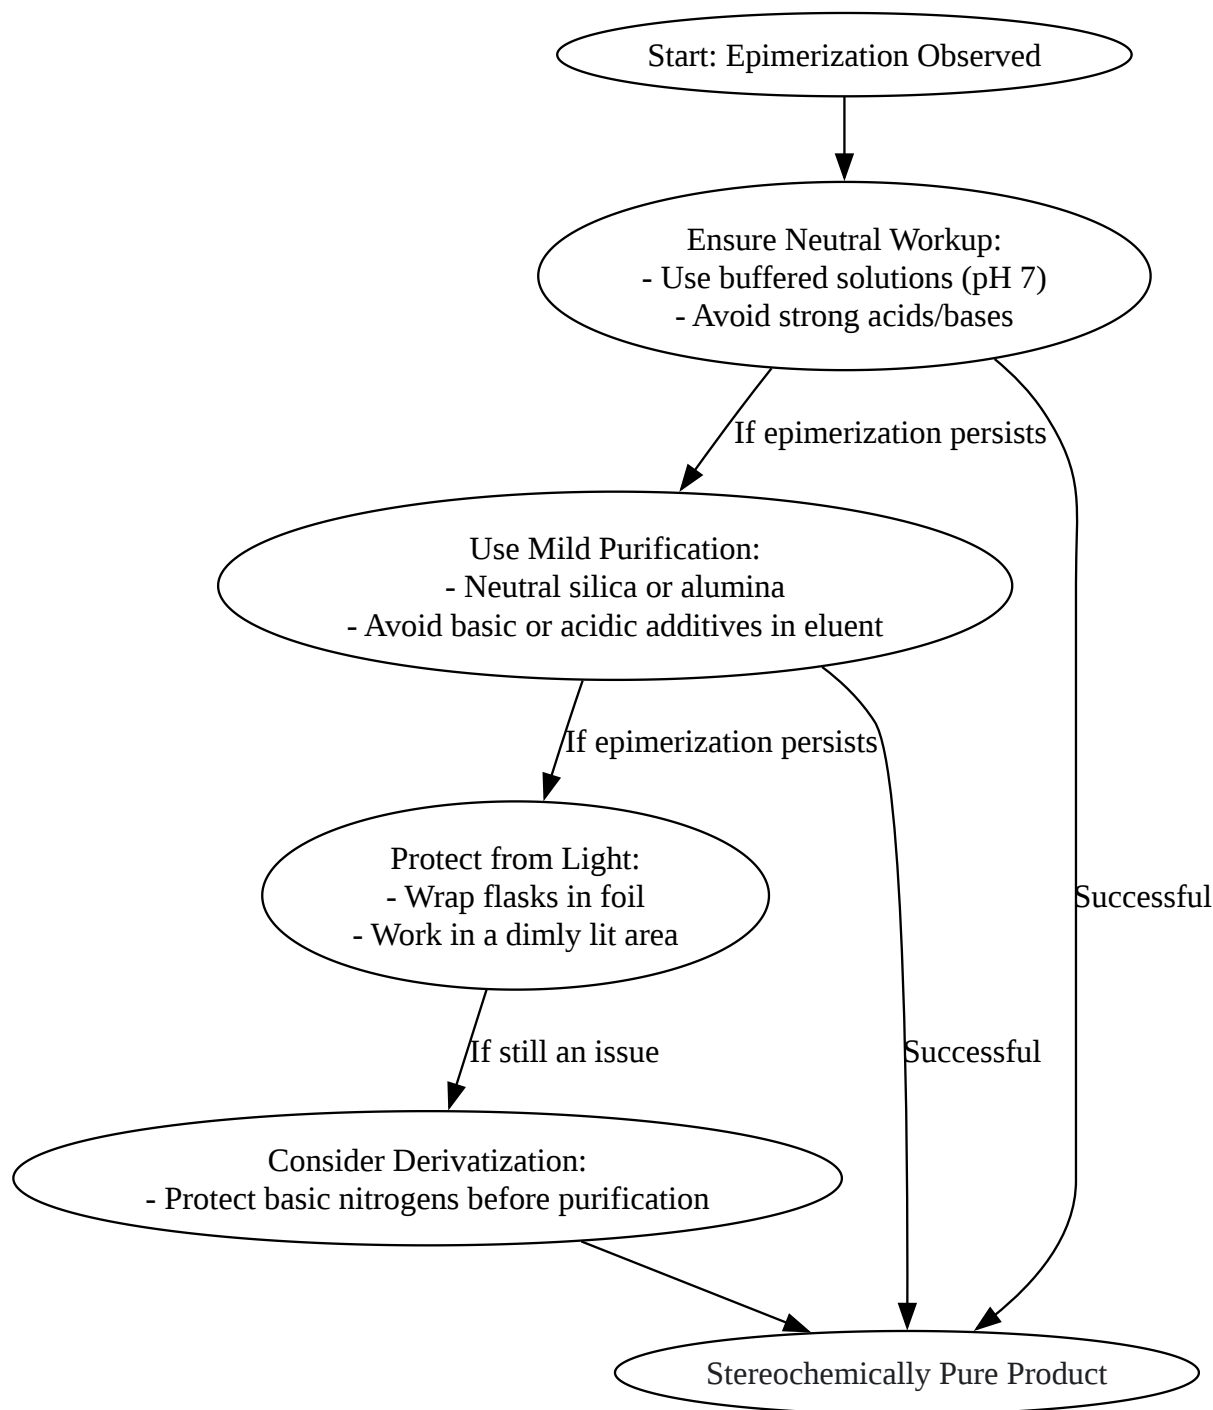 Start: Epimerization Observed
Ensure Neutral Workup:
- Use buffered solutions (pH 7)
- Avoid strong acids/bases
If epimerization persists
Use Mild Purification:
- Neutral silica or alumina
- Avoid basic or acidic additives in eluent
If epimerization persists
Protect from Light:
- Wrap flasks in foil
- Work in a dimly lit area
Successful
If still an issue
Successful
Consider Derivatization:
- Protect basic nitrogens before purification
Stereochemically Pure Product